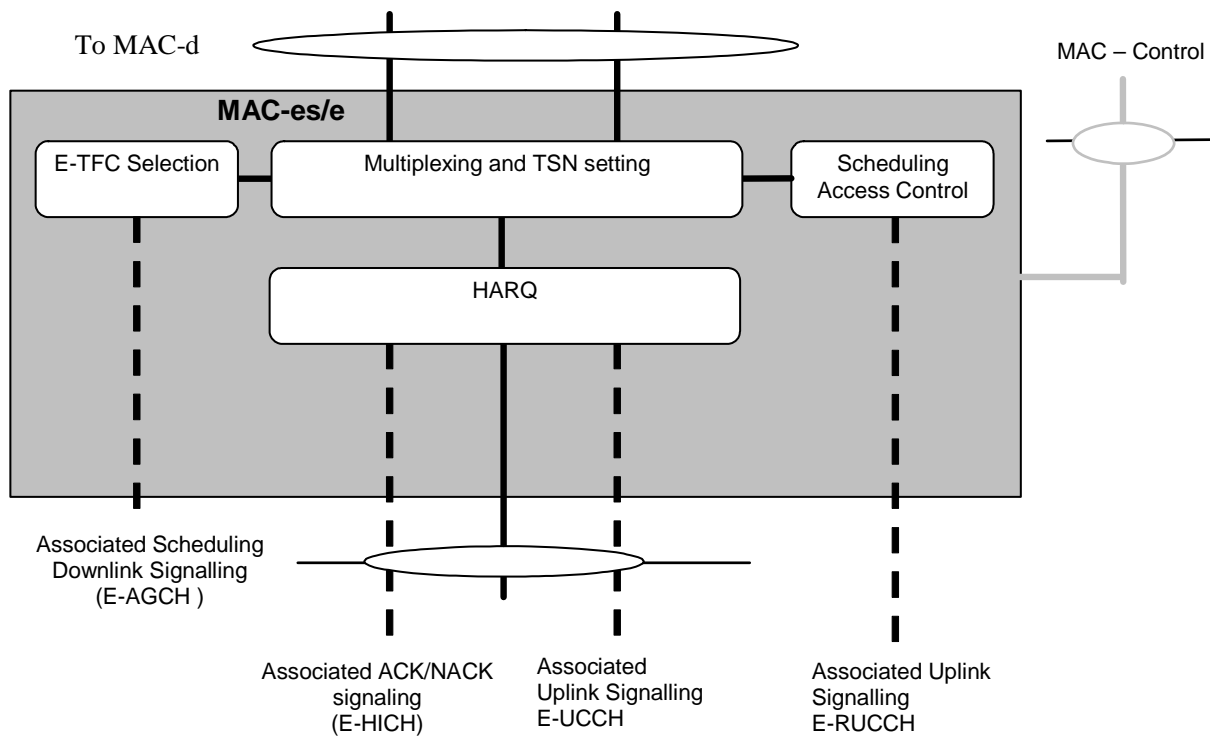 To MAC-d
MAC – Control
MAC-es/e
E-TFC Selection
Multiplexing and TSN setting
Scheduling
Access Control
HARQ
Associated Scheduling
Downlink Signalling
(E-AGCH )
Associated ACK/NACK
signaling
(E-HICH)
Associated
Uplink Signalling
E-UCCH
Associated Uplink
Signalling
E-RUCCH